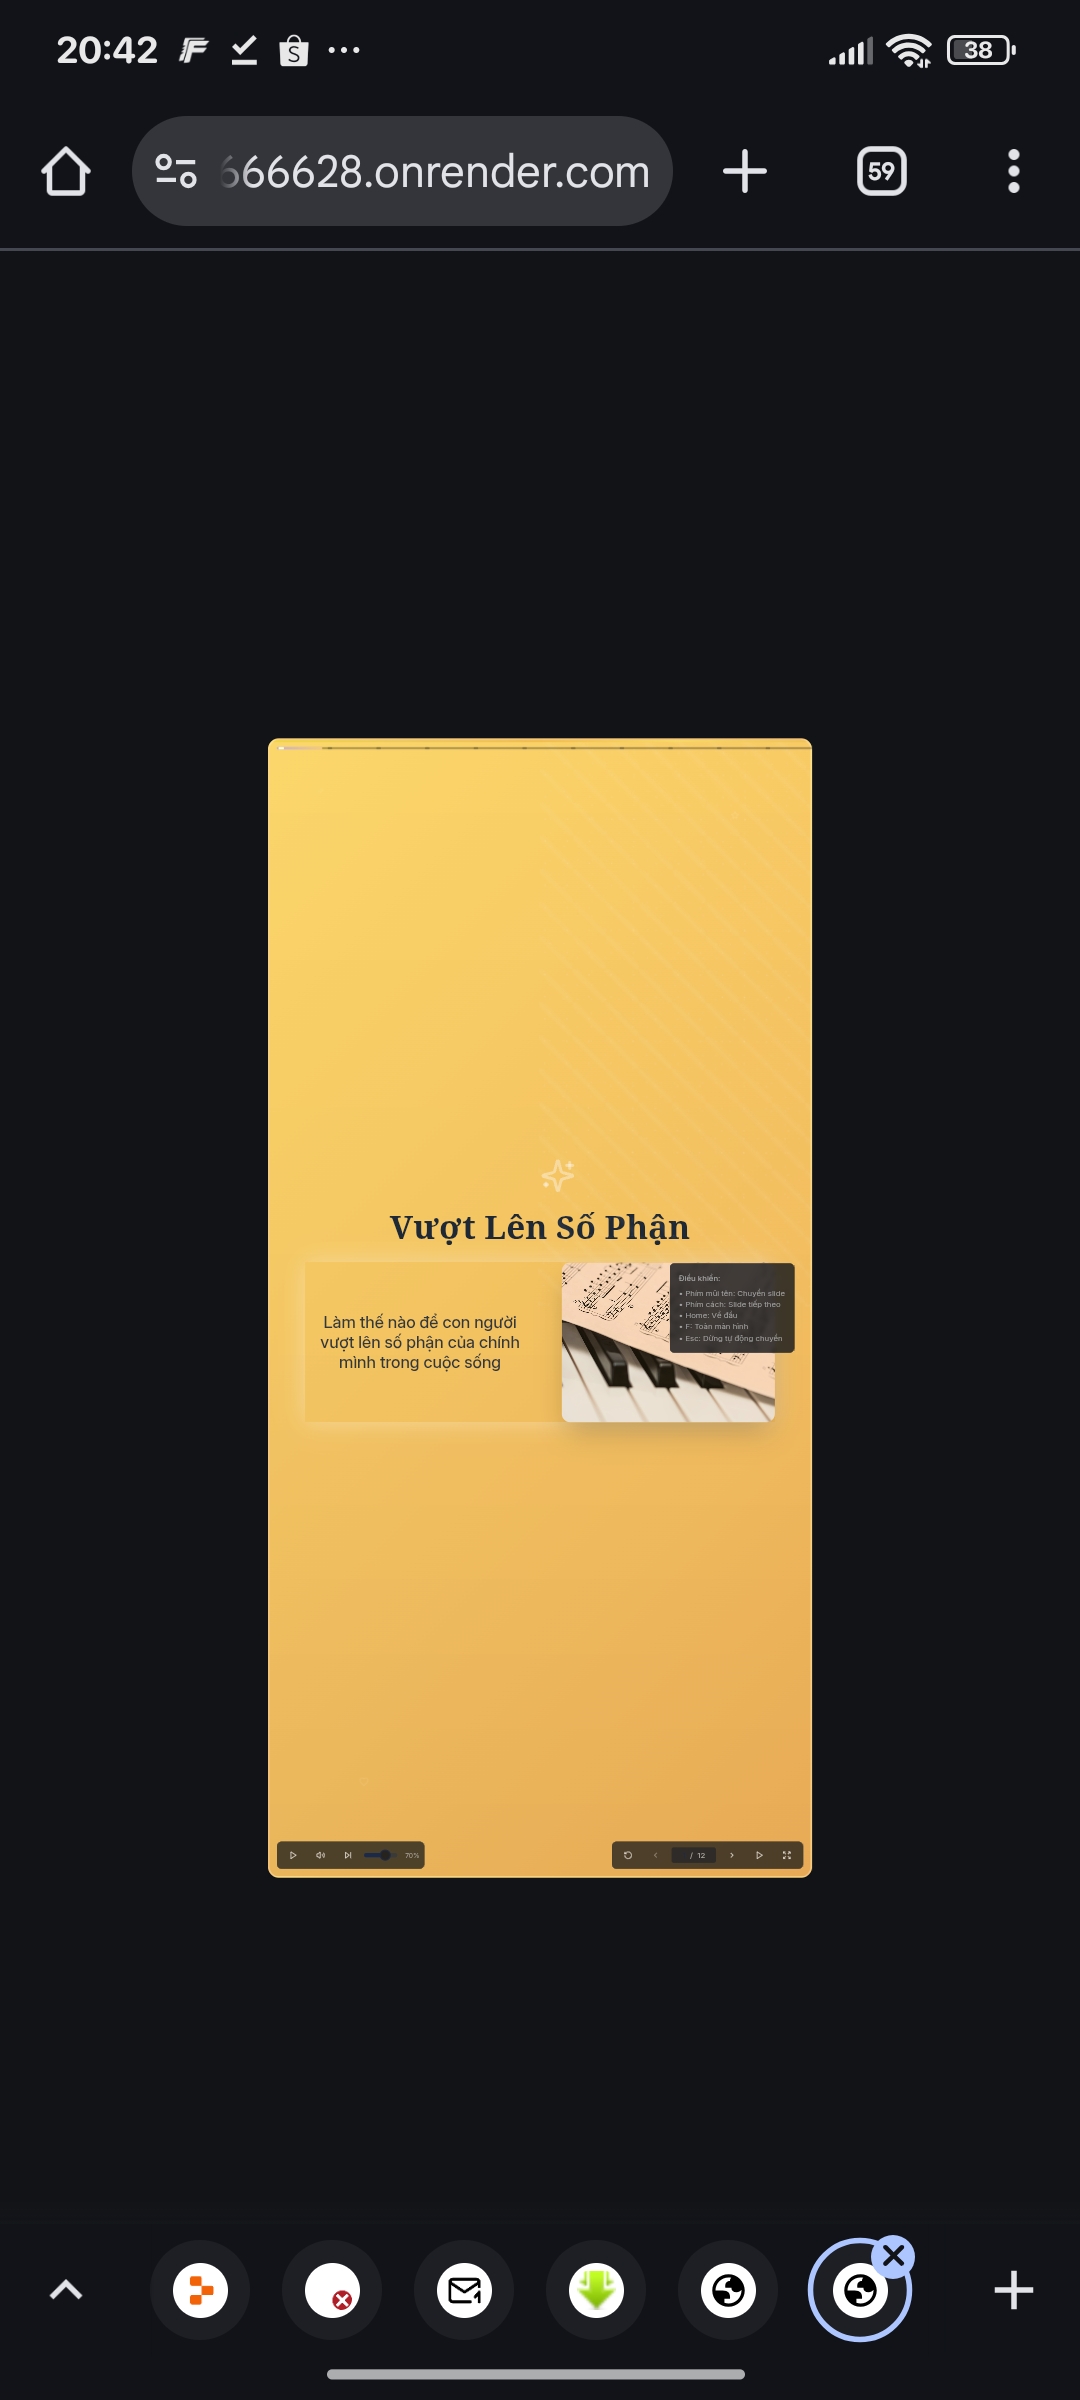 20:42
38
666628.onrender.com
59
Vượt Lên Số Phận
Làm thế nào để con người
vượt lên số phận của chính
mình trong cuộc sống
Điều khiển:
• Phím mũi tên: Chuyển slide
• Phím cách: Slide tiếp theo
• Home: Về đầu
• F: Toàn màn hình
• Esc: Dừng tự động chuyển
70%
/ 12